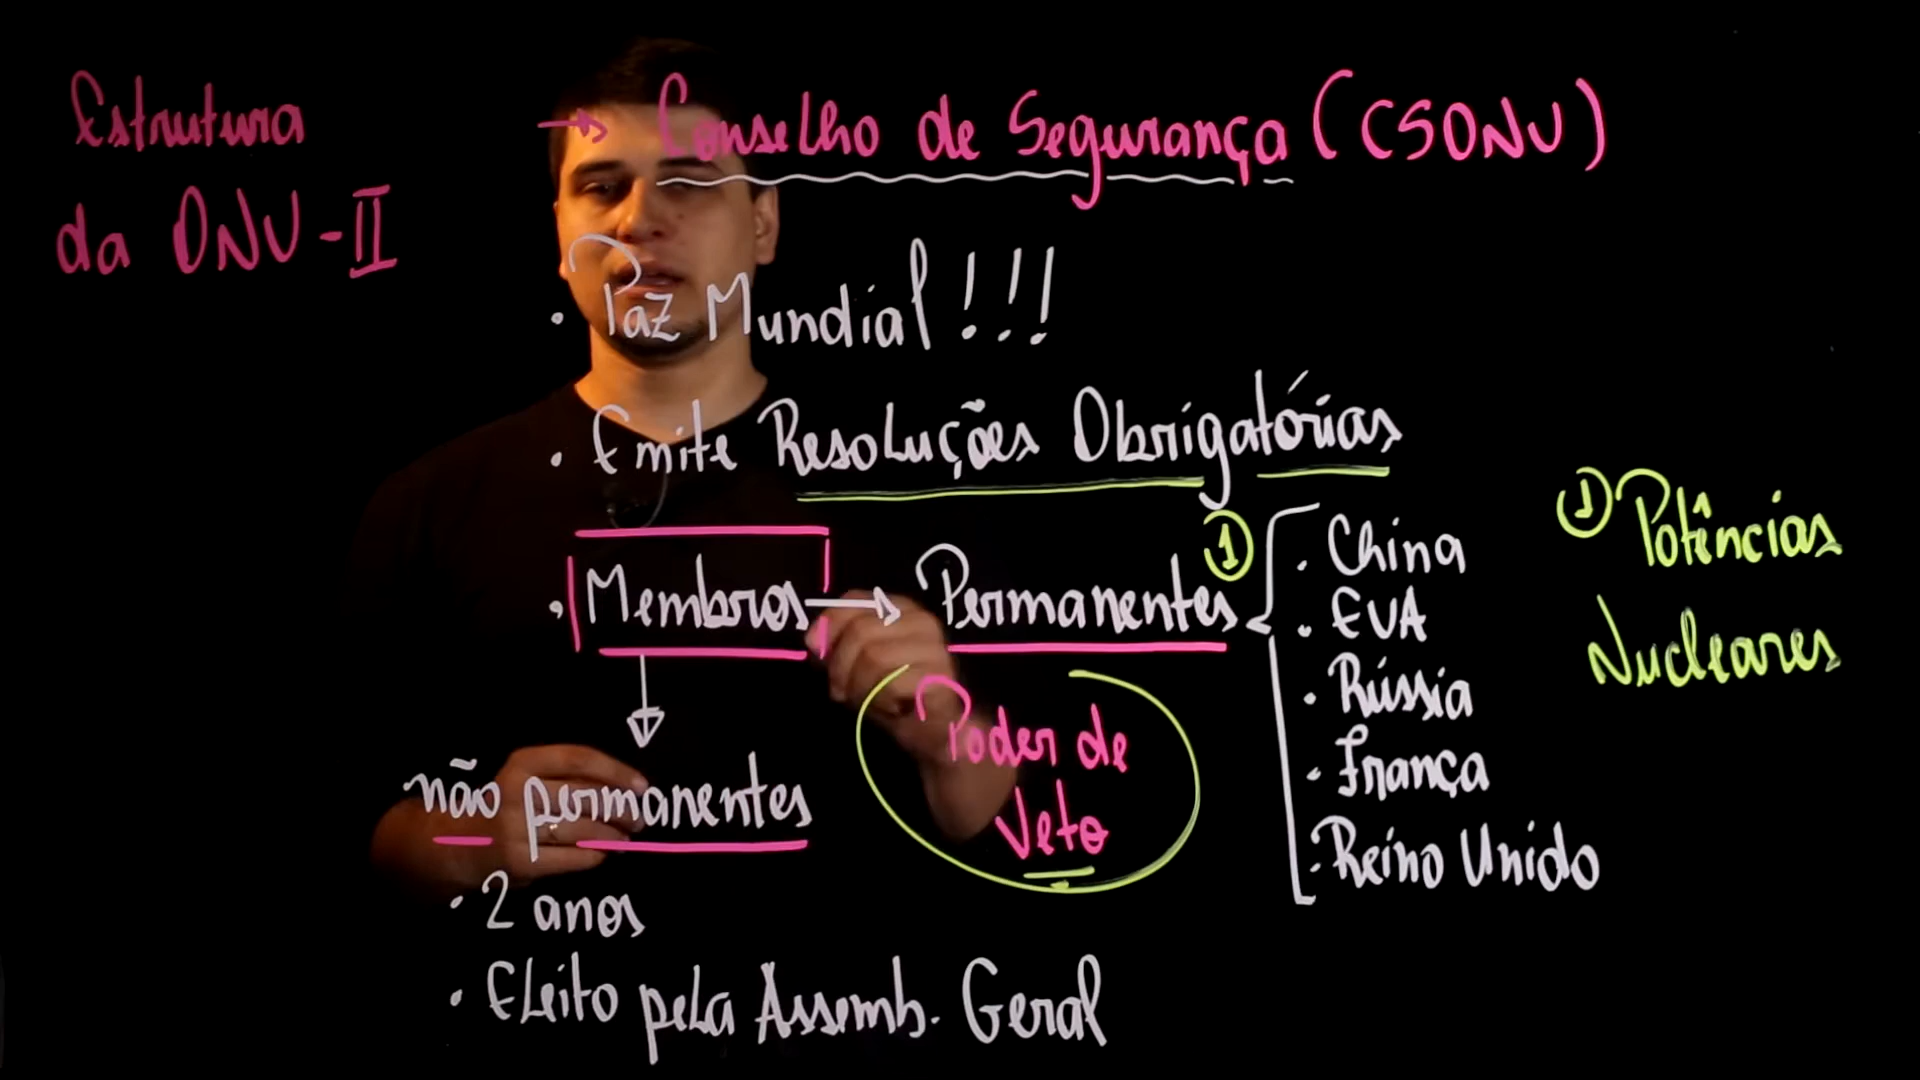 Estrutura
da ONU - II
→ Conselho de Segurança (CSONU)
• Paz Mundial!!!
• Emite Resoluções Obrigatórias
• Membros → Permanentes ①
• China
• EUA
• Rússia
• França
• Reino Unido
① Potências
Nucleares
Poder de
Veto
não permanentes
• 2 anos
• Eleito pela Assemb. Geral